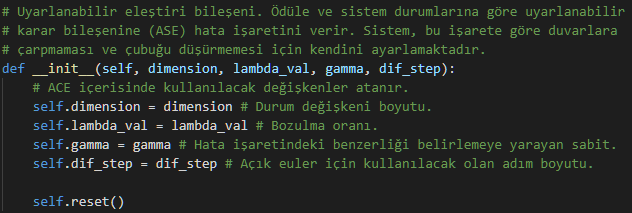 # Uyarlanabilir eleştiri bileşeni. Ödüle ve sistem durumlarına göre uyarlanabilir
# karar bileşenine (ASE) hata işaretini verir. Sistem, bu işarete göre duvarlara
# çarpmaması ve çubuğu düşürmemesi için kendini ayarlamaktadır.
def __init__(self, dimension, lambda_val, gamma, dif_step):
# ACE içerisinde kullanılacak değişkenler atanır.
self.dimension = dimension # Durum değişkeni boyutu.
self.lambda_val = lambda_val # Bozulma oranı.
self.gamma = gamma # Hata işaretindeki benzerliği belirlemeye yarayan sabit.
self.dif_step = dif_step # Açık euler için kullanılacak olan adım boyutu.
self.reset()